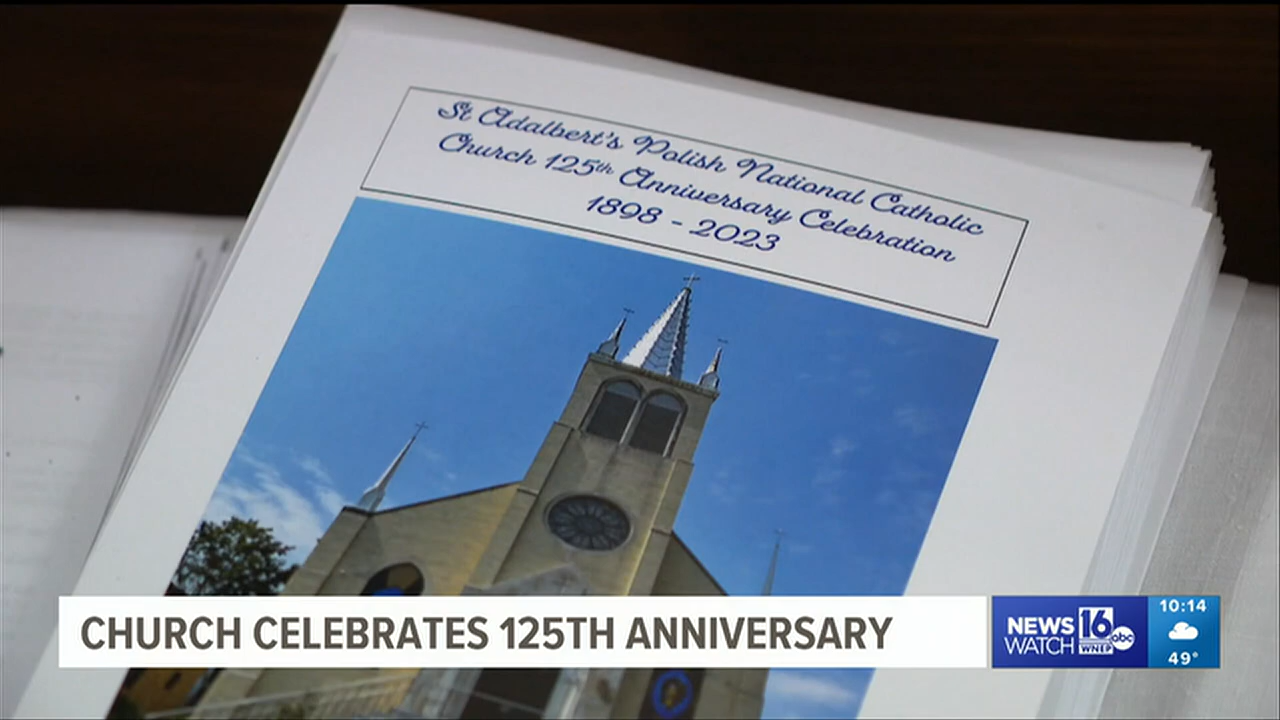 St Adalbert's Polish National Catholic
Church 125th Anniversary Celebration
1898 - 2023
CHURCH CELEBRATES 125TH ANNIVERSARY
NEWS
WATCH
16
WNEP
abc
10:14
49°